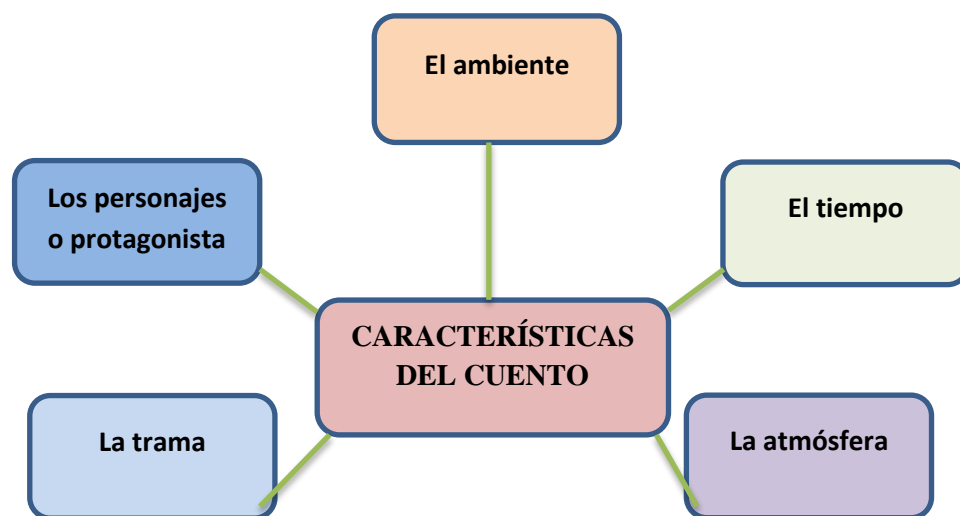 El ambiente
Los personajes
o protagonista
El tiempo
CARACTERÍSTICAS
DEL CUENTO
La trama
La atmósfera